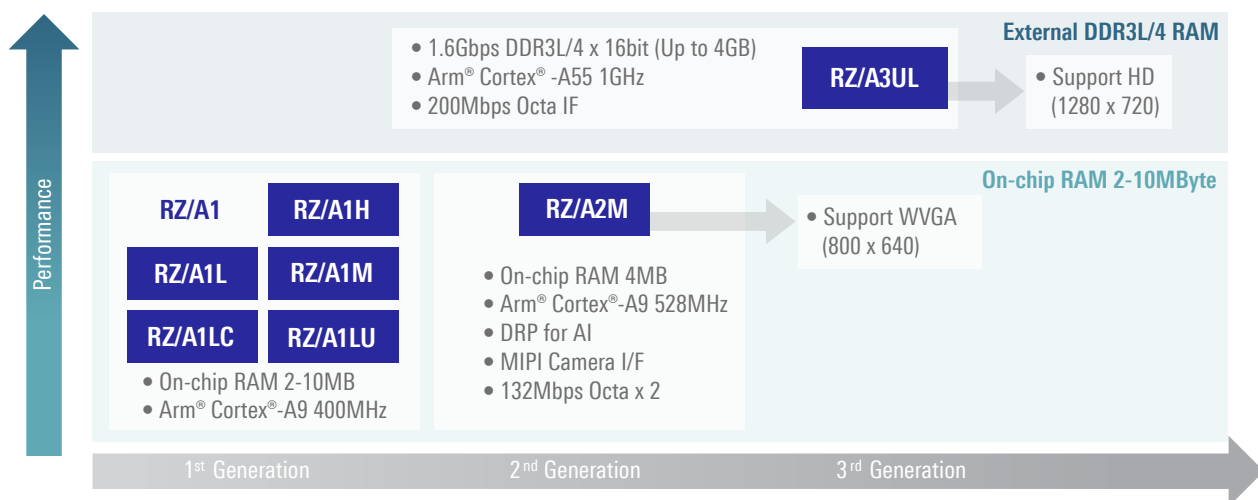 Performance
External DDR3L/4 RAM
• 1.6Gbps DDR3L/4 x 16bit (Up to 4GB)
• Arm® Cortex® -A55 1GHz
• 200Mbps Octa IF
RZ/A3UL
• Support HD
(1280 x 720)
On-chip RAM 2-10MByte
RZ/A1
RZ/A1H
RZ/A1L
RZ/A1M
RZ/A1LC
RZ/A1LU
• On-chip RAM 2-10MB
• Arm® Cortex®-A9 400MHz
RZ/A2M
• On-chip RAM 4MB
• Arm® Cortex®-A9 528MHz
• DRP for AI
• MIPI Camera I/F
• 132Mbps Octa x 2
• Support WVGA
(800 x 640)
1st Generation
2nd Generation
3rd Generation